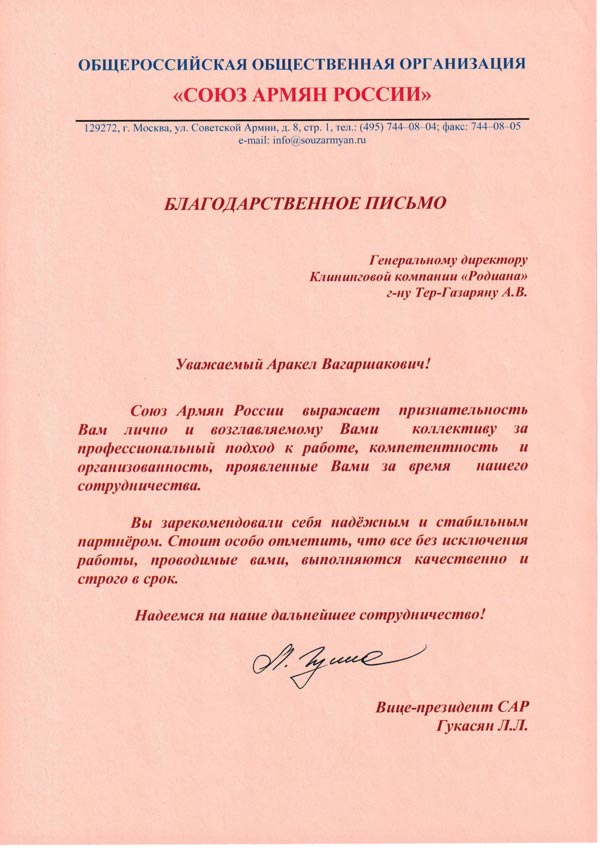 ОБЩЕРОССИЙСКАЯ ОБЩЕСТВЕННАЯ ОРГАНИЗАЦИЯ
«СОЮЗ АРМЯН РОССИИ»
129272, г. Москва, ул. Советской Армии, д. 8, стр. 1, тел.: (495) 744–08–04; факс: 744–08–05
e-mail: info@souzarmyan.ru
БЛАГОДАРСТВЕННОЕ ПИСЬМО
Генеральному директору
Клининговой компании «Родиана»
г-ну Тер-Газаряну А.В.
Уважаемый Аракел Вагаршакович!
Союз Армян России выражает признательность
Вам лично и возглавляемому Вами коллективу за
профессиональный подход к работе, компетентность и
организованность, проявленные Вами за время нашего
сотрудничества.
Вы зарекомендовали себя надёжным и стабильным
партнёром. Стоит особо отметить, что все без исключения
работы, проводимые вами, выполняются качественно и
строго в срок.
Надеемся на наше дальнейшее сотрудничество!
Вице-президент САР
Гукасян Л.Л.